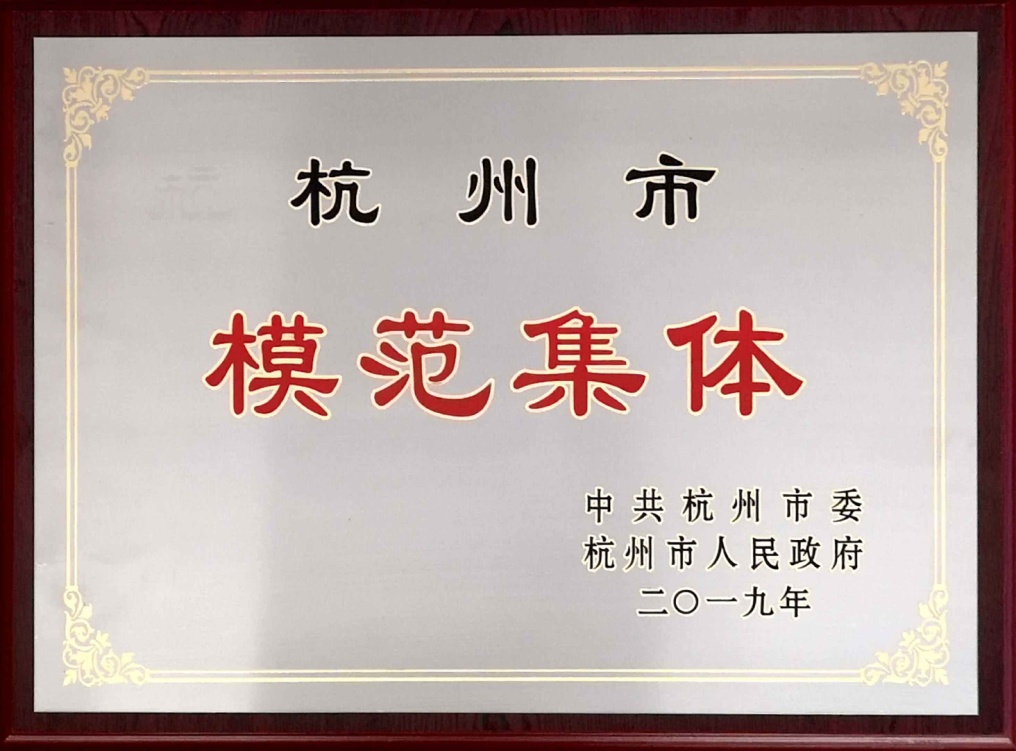 杭州市
模范集体
中共杭州市委
杭州市人民政府
二〇一九年